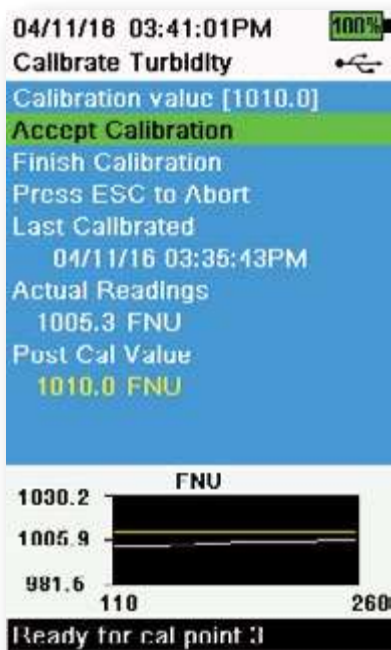 04/11/16 03:41:01PM 100%
Calibrate Turbidity
Calibration value [1010.0]
Accept Calibration
Finish Calibration
Press ESC to Abort
Last Calibrated
04/11/16 03:35:43PM
Actual Readings
1005.3 FNU
Post Cal Value
1010.0 FNU
FNU
1030.2
1005.9
981.6
110 260
Ready for cal point 3